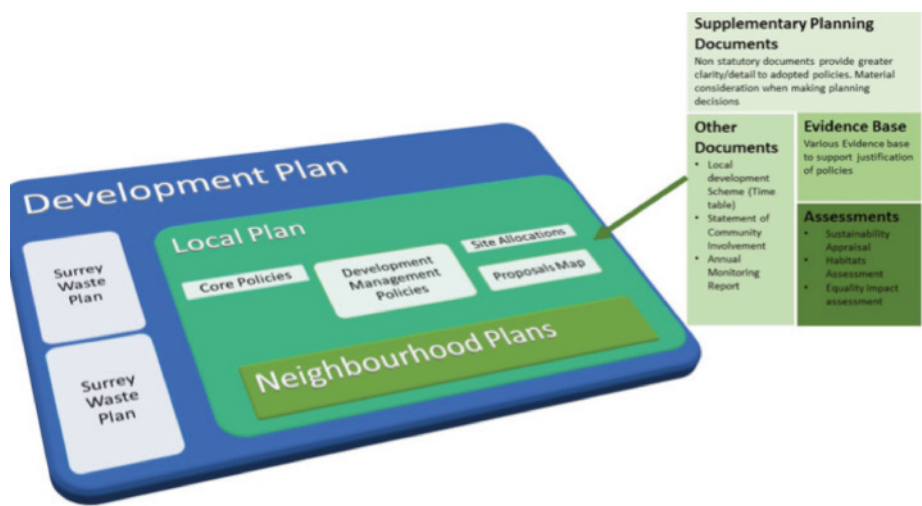 Supplementary Planning
Documents
Non statutory documents provide greater
clarity/detail to adopted policies. Material
consideration when making planning
decisions
Other
Documents
• Local
development
Scheme (Time
table)
• Statement of
Community
Involvement
• Annual
Monitoring
Report
Evidence Base
Various Evidence base
to support justification
of policies
Assessments
• Sustainability
Appraisal
• Habitats
Assessment
• Equality impact
assessment
Development Plan
Surrey
Waste
Plan
Surrey
Waste
Plan
Local Plan
Core Policies
Development
Management
Policies
Site Allocations
Proposals Map
Neighbourhood Plans